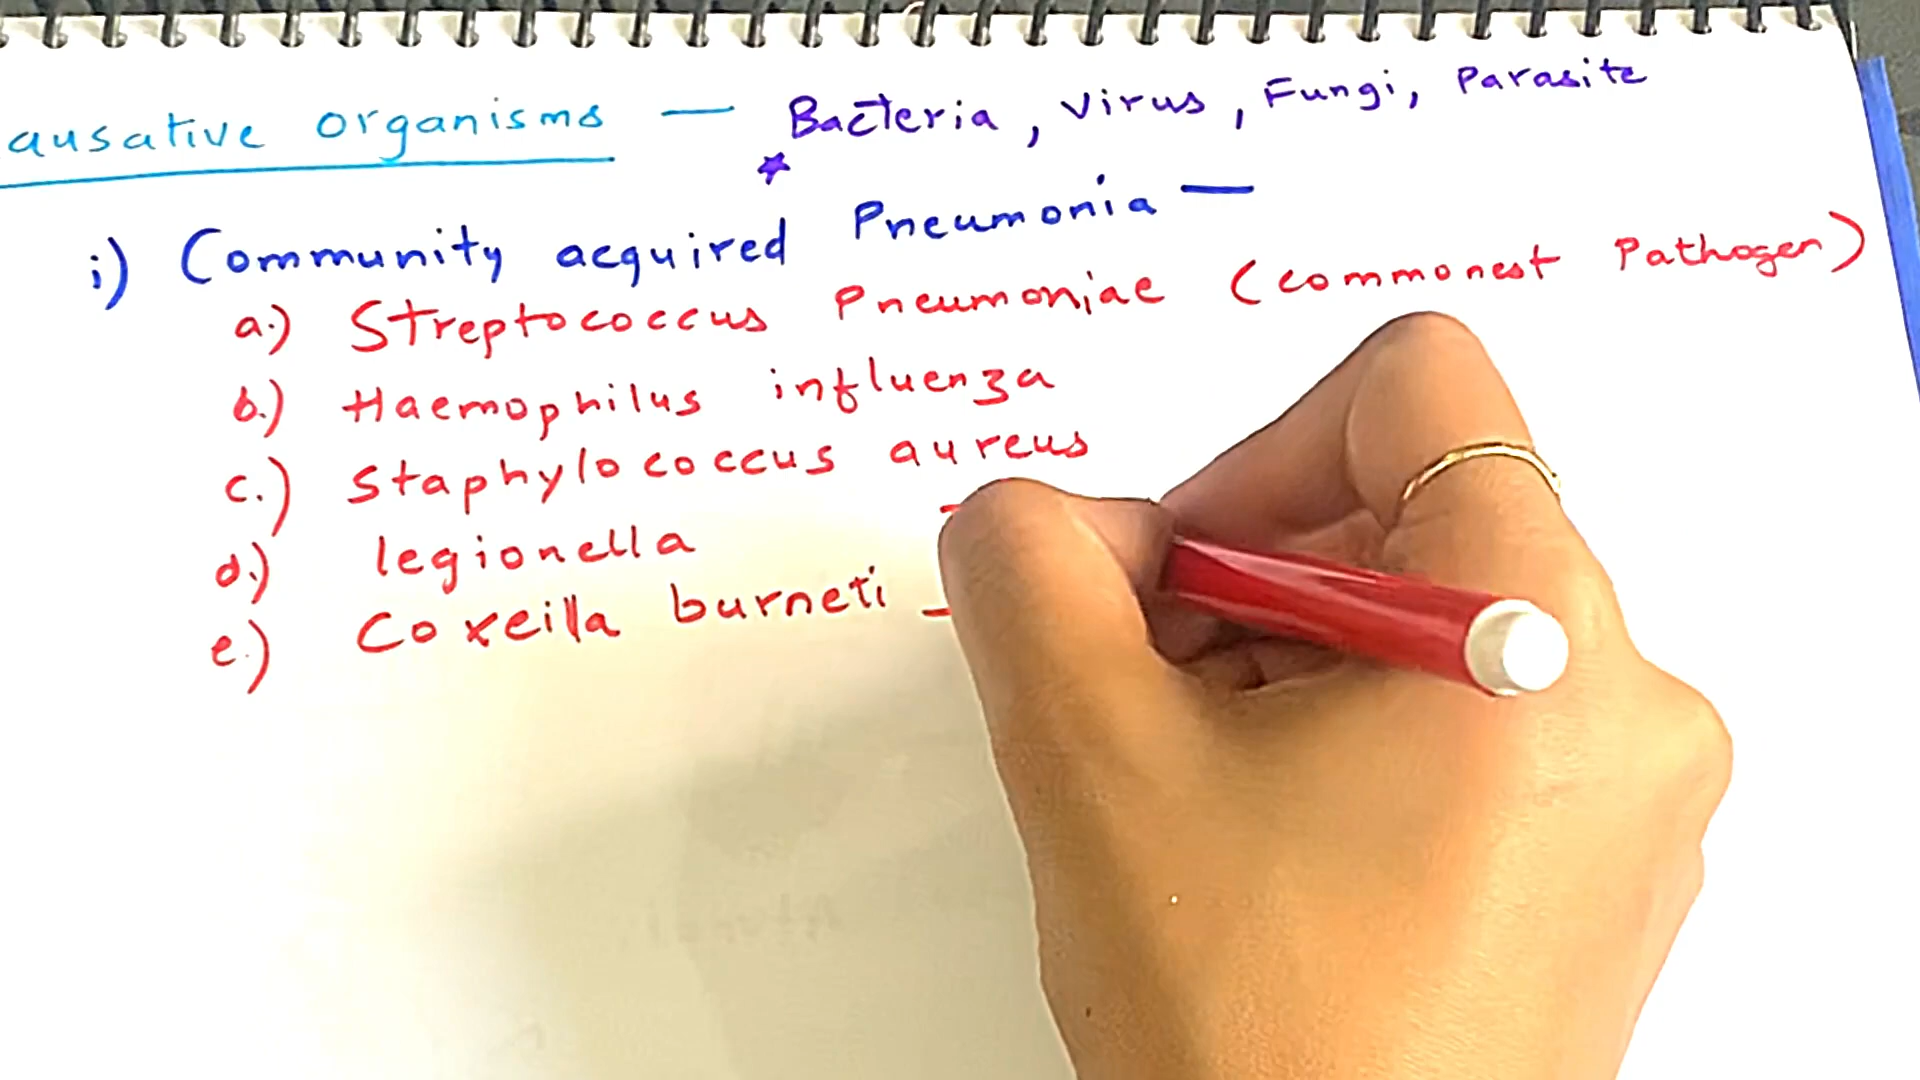 ausative organisms — Bacteria, Virus, Fungi, Parasite
i) Community acquired Pneumonia —
a.) Streptococcus Pneumoniae (commonest Pathogen)
b.) Haemophilus influenza
c.) Staphylococcus aureus
d.) legionella
e.) Coxeilla burneti –